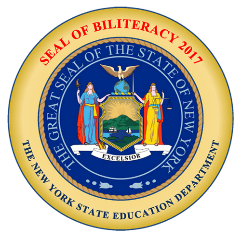 SEAL OF BILITERACY 2017
THE GREAT SEAL OF THE STATE OF NEW YORK
EXCELSIOR
THE NEW YORK STATE EDUCATION DEPARTMENT